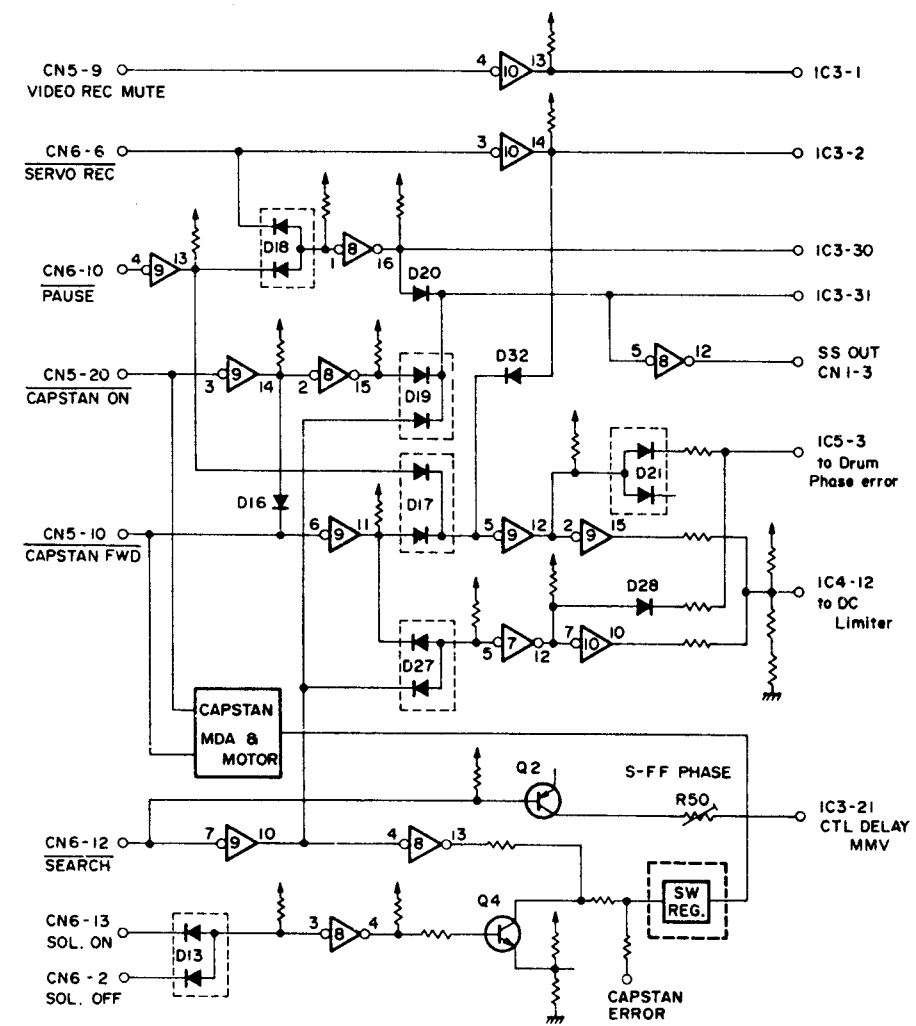 CN5-9
VIDEO REC MUTE
4
10
13
IC3-1
CN6-6
SERVO REC
3
10
14
IC3-2
D18
1
8
16
IC3-30
CN6-10
PAUSE
4
9
13
D20
IC3-31
CN5-20
CAPSTAN ON
3
9
14
2
8
15
D19
D32
5
8
12
SS OUT
CN1-3
D16
D17
D21
IC5-3
to Drum
Phase error
CN5-10
CAPSTAN FWD
6
9
11
5
9
12
2
9
15
D27
5
7
12
7
10
10
D28
IC4-12
to DC
Limiter
CAPSTAN
MDA &
MOTOR
Q2
S-FF PHASE
R50
IC3-21
CTL DELAY
MMV
CN6-12
SEARCH
7
9
10
4
8
13
SW
REG.
CN6-13
SOL. ON
D13
3
8
4
Q4
CN6-2
SOL. OFF
CAPSTAN
ERROR